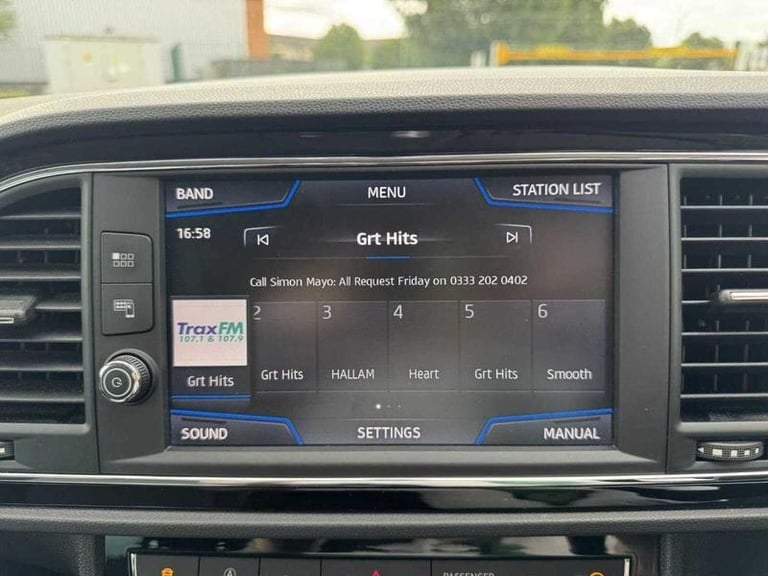 BAND MENU STATION LIST
16:58 Grt Hits
Call Simon Mayo: All Request Friday on 0333 202 0402
2 3 4 5 6
TraxFM
107.1 & 107.9
Grt Hits Grt Hits HALLAM Heart Grt Hits Smooth
SOUND SETTINGS MANUAL
PASSENGER